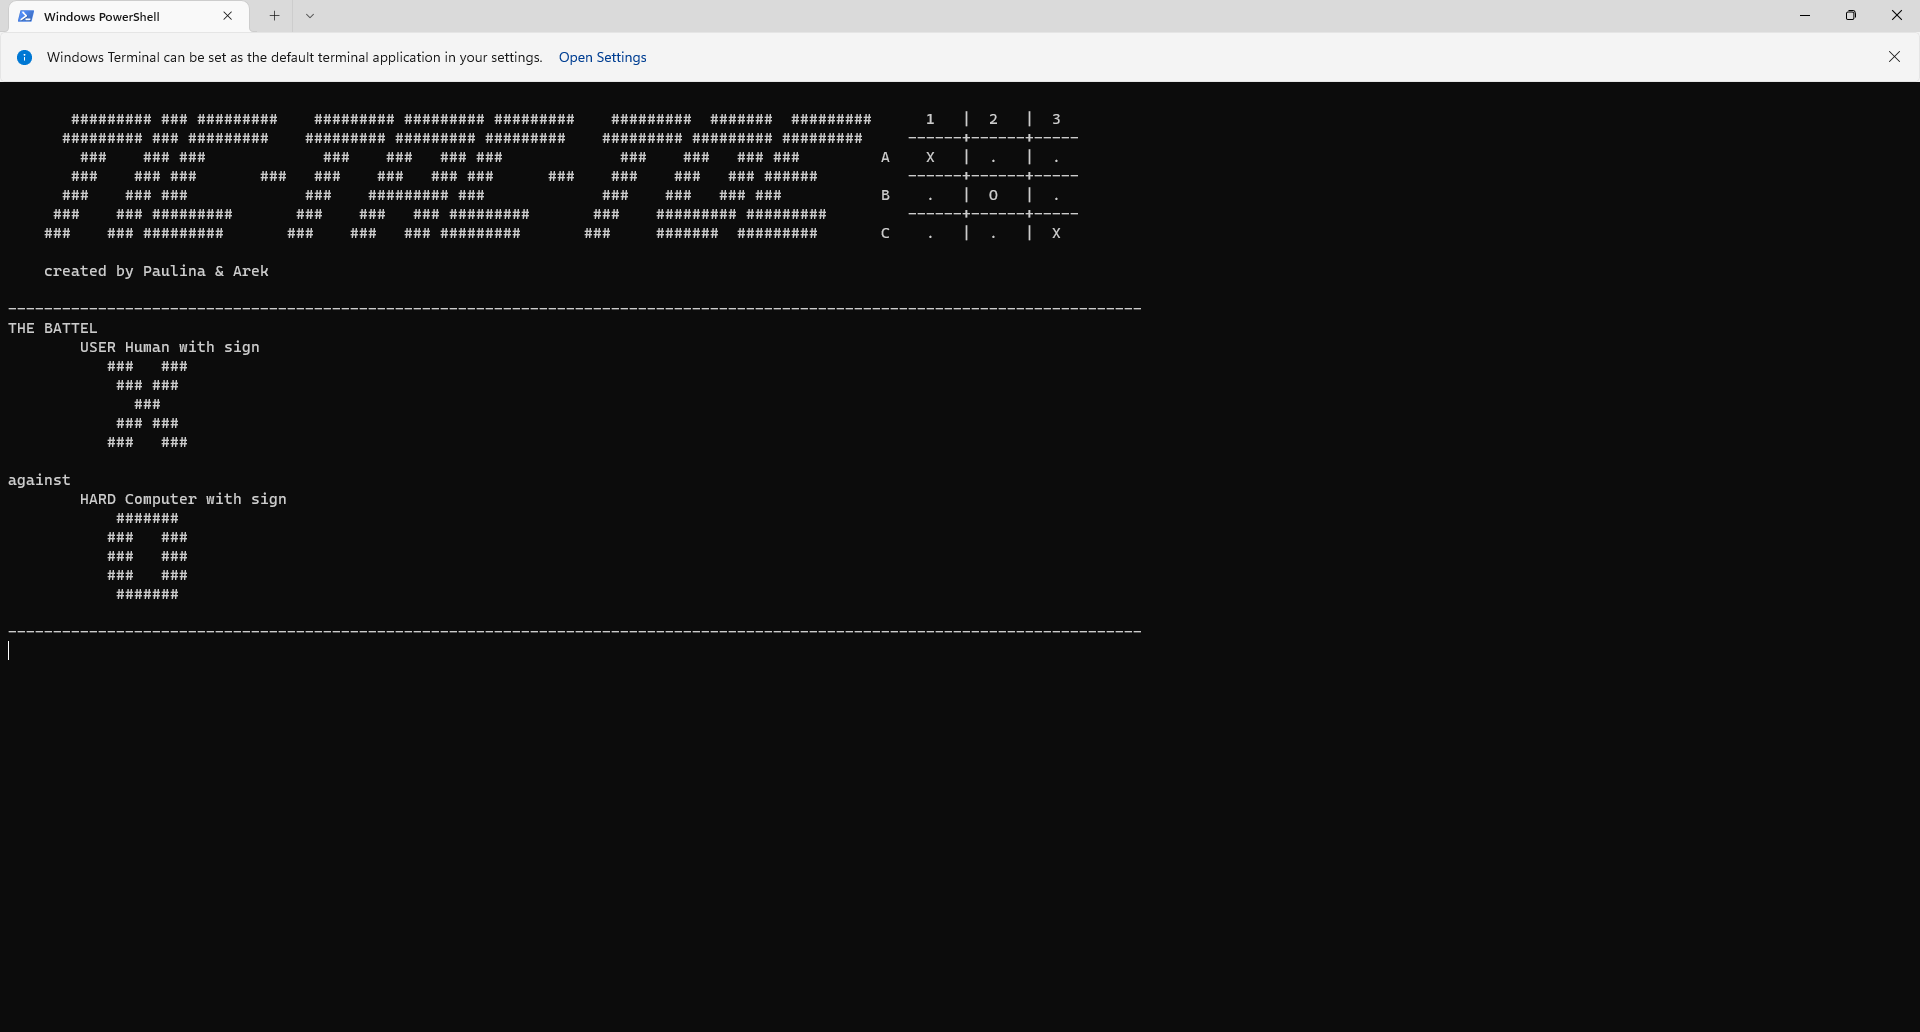 Windows PowerShell
Windows Terminal can be set as the default terminal application in your settings. Open Settings
       ######### ### #########    ######### ######### #########    #########  #######  #########      1   |  2   |  3
      ######### ### #########    ######### ######### #########    ######### ######### #########     ------+------+-----
        ###    ### ###             ###    ###   ### ###             ###    ###   ### ###         A    X   |  .   |  .
       ###    ### ###       ###   ###    ###   ### ###      ###    ###    ###   ### ######          ------+------+-----
      ###    ### ###             ###    ######### ###             ###    ###   ### ###           B    .   |  O   |  .
     ###    ### #########       ###    ###   ### #########       ###    ######### #########         ------+------+-----
    ###    ### #########       ###    ###   ### #########       ###     #######  #########       C    .   |  .   |  X
    created by Paulina & Arek
------------------------------------------------------------------------------------------------------------------------------
THE BATTEL
        USER Human with sign
           ###   ###
            ### ###
              ###
            ### ###
           ###   ###
against
        HARD Computer with sign
            #######
           ###   ###
           ###   ###
           ###   ###
            #######
------------------------------------------------------------------------------------------------------------------------------